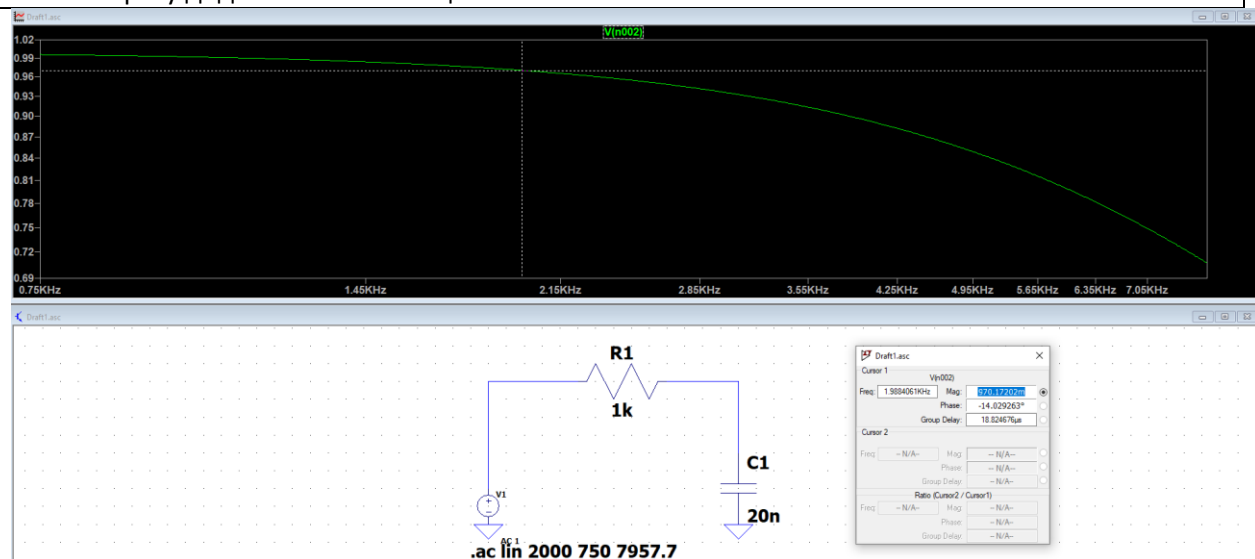 Draft1.asc
V(n002)
1.02
0.99
0.96
0.93
0.90
0.87
0.84
0.81
0.78
0.75
0.72
0.69
0.75KHz 1.45KHz 2.15KHz 2.85KHz 3.55KHz 4.25KHz 4.95KHz 5.65KHz 6.35KHz 7.05KHz
Draft1.asc
R1
1k
C1
20n
V1
AC 1
.ac lin 2000 750 7957.7
Draft1.asc
Cursor 1
V(n002)
Freq: 1.9884061KHz Mag: 970.17202m
Phase: -14.029263°
Group Delay: 18.824676µs
Cursor 2
Freq: -- N/A-- Mag: -- N/A--
Phase: -- N/A--
Group Delay: -- N/A--
Ratio (Cursor2 / Cursor1)
Freq: -- N/A-- Mag: -- N/A--
Phase: -- N/A--
Group Delay: -- N/A--